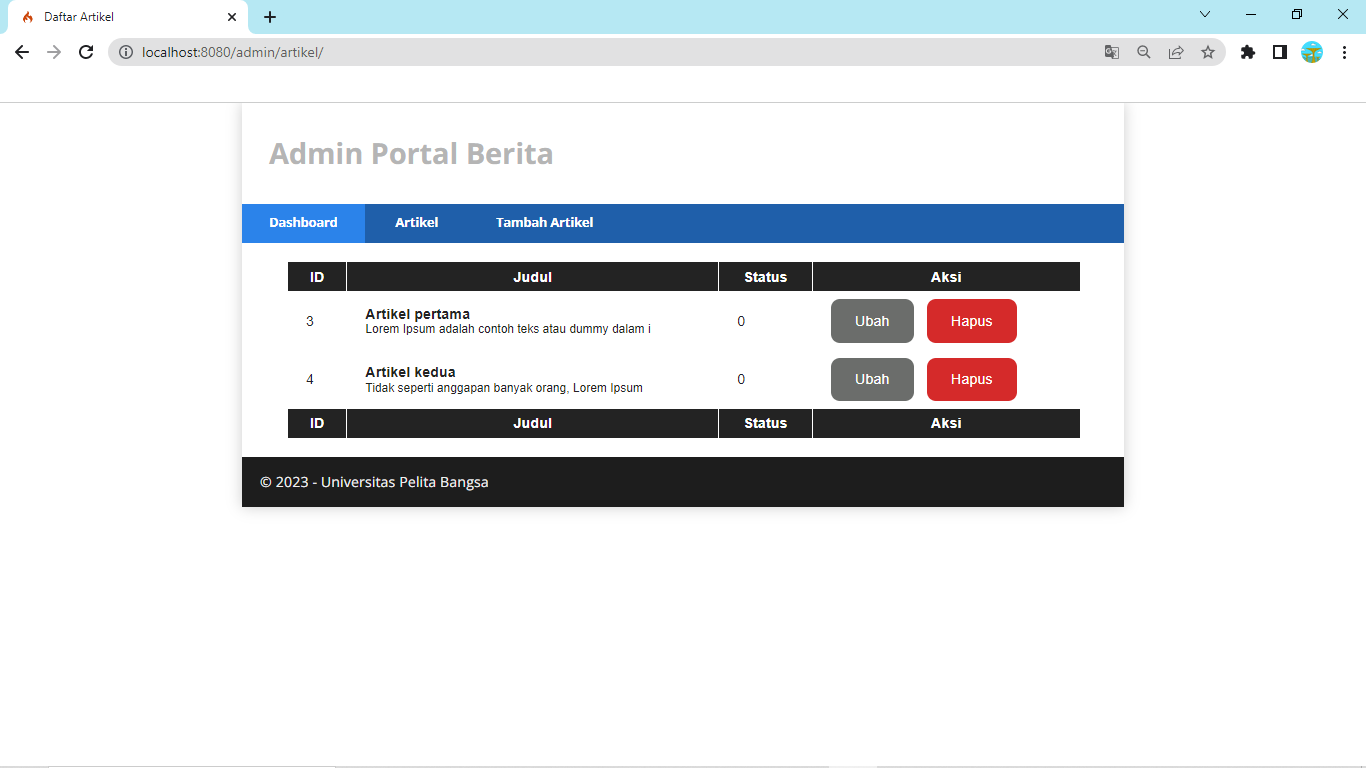 Daftar Artikel
localhost:8080/admin/artikel/
Admin Portal Berita
Dashboard Artikel Tambah Artikel
ID Judul Status Aksi
3 Artikel pertama 0 Ubah Hapus
Lorem Ipsum adalah contoh teks atau dummy dalam i
4 Artikel kedua 0 Ubah Hapus
Tidak seperti anggapan banyak orang, Lorem Ipsum
ID Judul Status Aksi
© 2023 - Universitas Pelita Bangsa